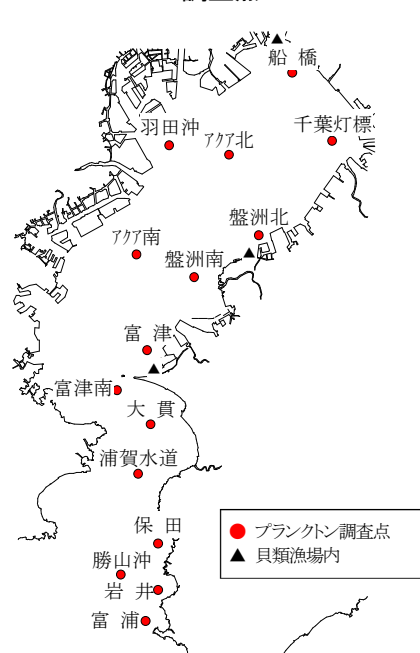 船 橋
羽田沖
千葉灯標
アクア北
盤洲北
アクア南
盤洲南
富 津
富津南
大 貫
浦賀水道
保 田
プランクトン調査点
勝山沖
貝類漁場内
岩 井
富 浦